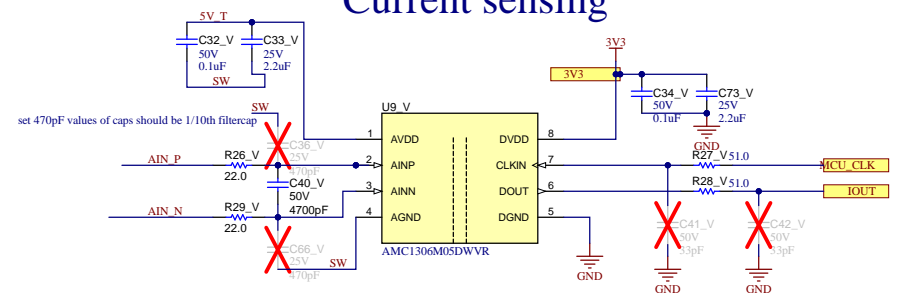 Current sensing
5V_T
C32_V
50V
0.1uF
C33_V
25V
2.2uF
SW
3V3
3V3
C34_V
50V
0.1uF
C73_V
25V
2.2uF
GND
SW
set 470pF values of caps should be 1/10th filtercap
C36_V
25V
470pF
U9_V
1
AVDD
DVDD
8
AIN_P
R26_V
22.0
2
AINP
CLKIN
7
R27_V
51.0
MCU_CLK
C40_V
50V
4700pF
3
AINN
DOUT
6
R28_V
51.0
IOUT
AIN_N
R29_V
22.0
4
AGND
DGND
5
AMC1306M05DWVR
C66_V
25V
470pF
SW
GND
C41_V
50V
33pF
GND
C42_V
50V
33pF
GND